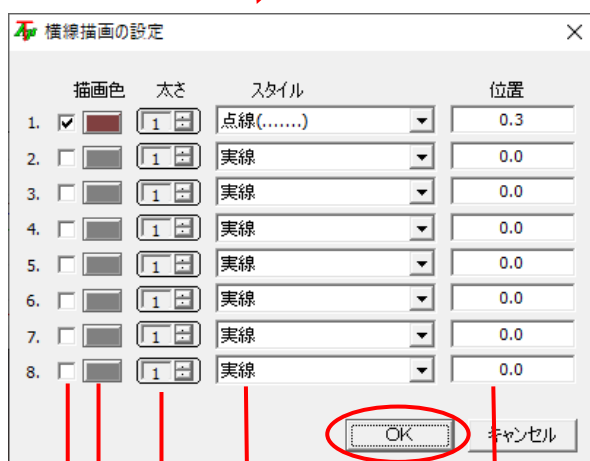 横線描画の設定
描画色 太さ スタイル 位置
1. 1 点線(.......) 0.3
2. 1 実線 0.0
3. 1 実線 0.0
4. 1 実線 0.0
5. 1 実線 0.0
6. 1 実線 0.0
7. 1 実線 0.0
8. 1 実線 0.0
OK キャンセル